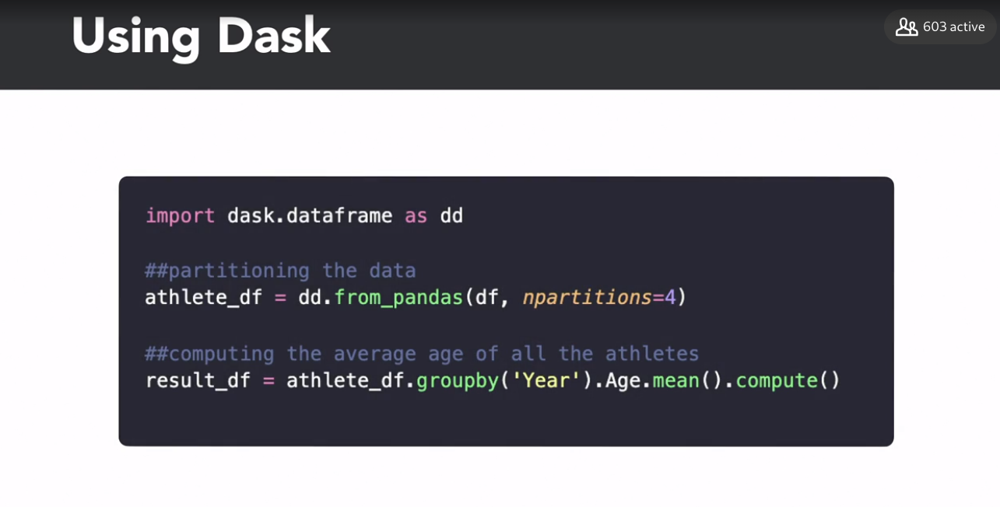 Using Dask
603 active
import dask.dataframe as dd
##partitioning the data
athlete_df = dd.from_pandas(df, npartitions=4)
##computing the average age of all the athletes
result_df = athlete_df.groupby('Year').Age.mean().compute()